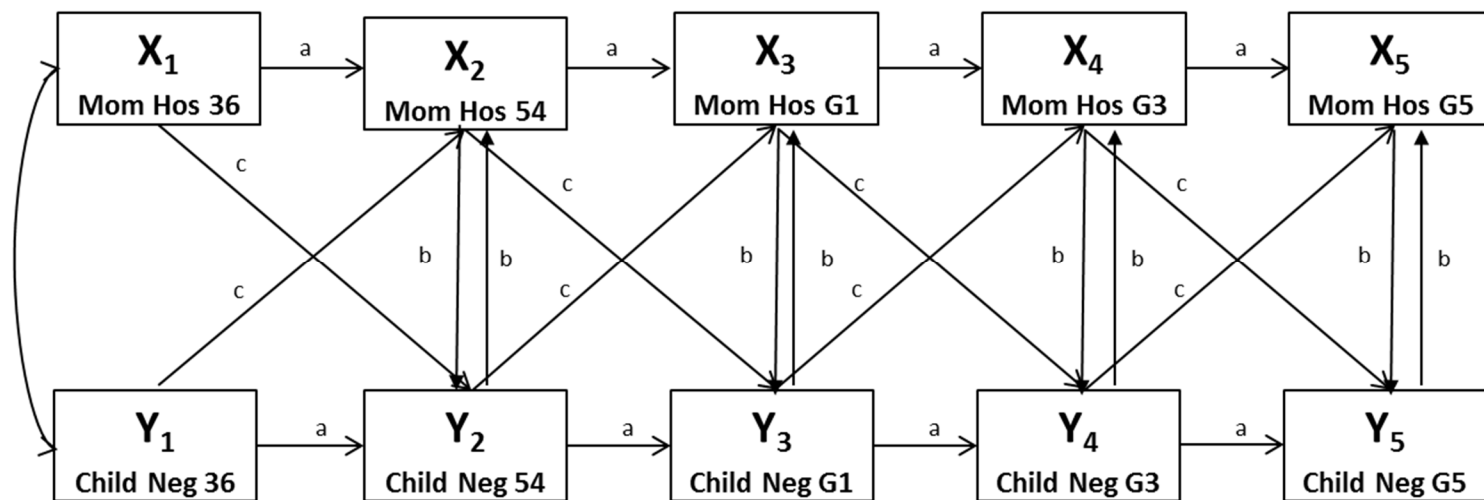 X1 a X2 a X3 a X4 a X5
Mom Hos 36 Mom Hos 54 Mom Hos G1 Mom Hos G3 Mom Hos G5
c c c c
b b b b b b b b
c c c c
Y1 a Y2 a Y3 a Y4 a Y5
Child Neg 36 Child Neg 54 Child Neg G1 Child Neg G3 Child Neg G5